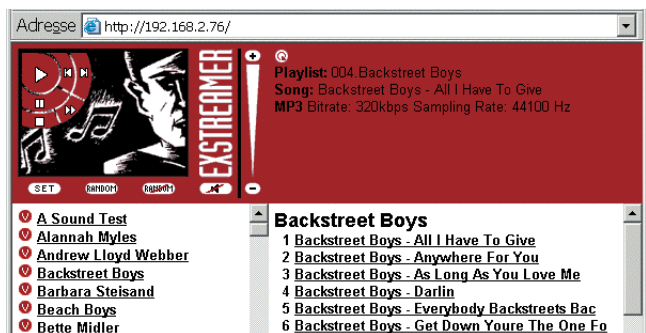 Adresse http://192.168.2.76/
EXSTREAMER
SET RANDOM RANDOM
Playlist: 004.Backstreet Boys
Song: Backstreet Boys - All I Have To Give
MP3 Bitrate: 320kbps Sampling Rate: 44100 Hz
V A Sound Test
V Alannah Myles
V Andrew Lloyd Webber
V Backstreet Boys
V Barbara Steisand
V Beach Boys
V Bette Midler
Backstreet Boys
1 Backstreet Boys - All I Have To Give
2 Backstreet Boys - Anywhere For You
3 Backstreet Boys - As Long As You Love Me
4 Backstreet Boys - Darlin
5 Backstreet Boys - Everybody Backstreets Bac
6 Backstreet Boys - Get Down Youre The One Fo